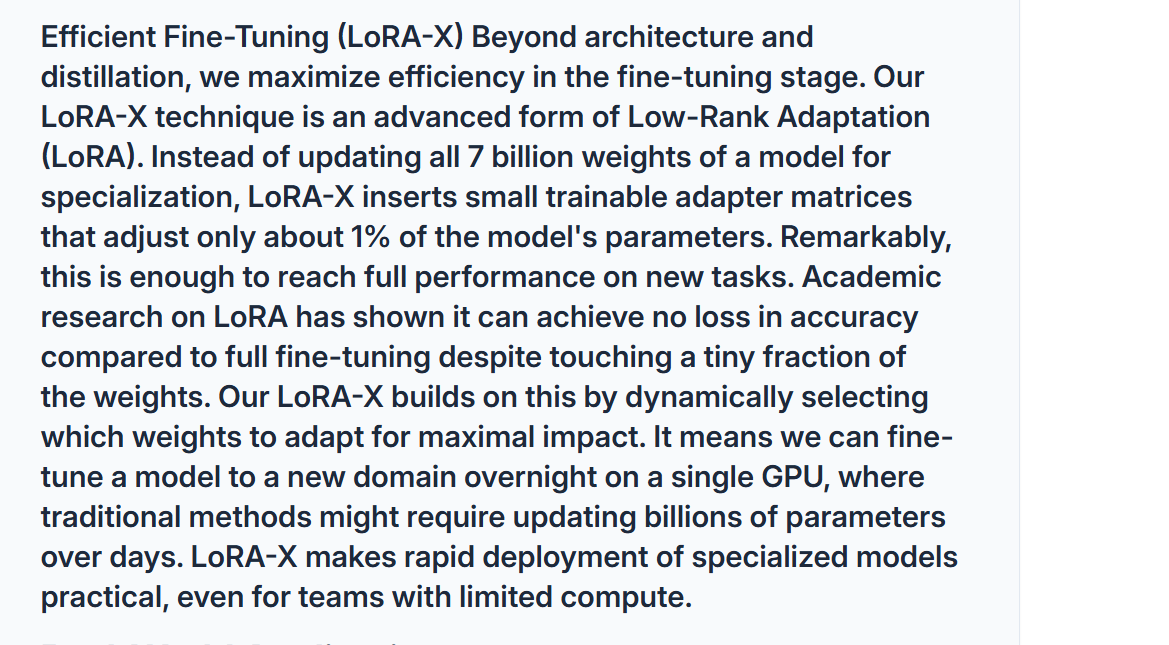 Efficient Fine-Tuning (LoRA-X) Beyond architecture and
distillation, we maximize efficiency in the fine-tuning stage. Our
LoRA-X technique is an advanced form of Low-Rank Adaptation
(LoRA). Instead of updating all 7 billion weights of a model for
specialization, LoRA-X inserts small trainable adapter matrices
that adjust only about 1% of the model's parameters. Remarkably,
this is enough to reach full performance on new tasks. Academic
research on LoRA has shown it can achieve no loss in accuracy
compared to full fine-tuning despite touching a tiny fraction of
the weights. Our LoRA-X builds on this by dynamically selecting
which weights to adapt for maximal impact. It means we can fine-
tune a model to a new domain overnight on a single GPU, where
traditional methods might require updating billions of parameters
over days. LoRA-X makes rapid deployment of specialized models
practical, even for teams with limited compute.